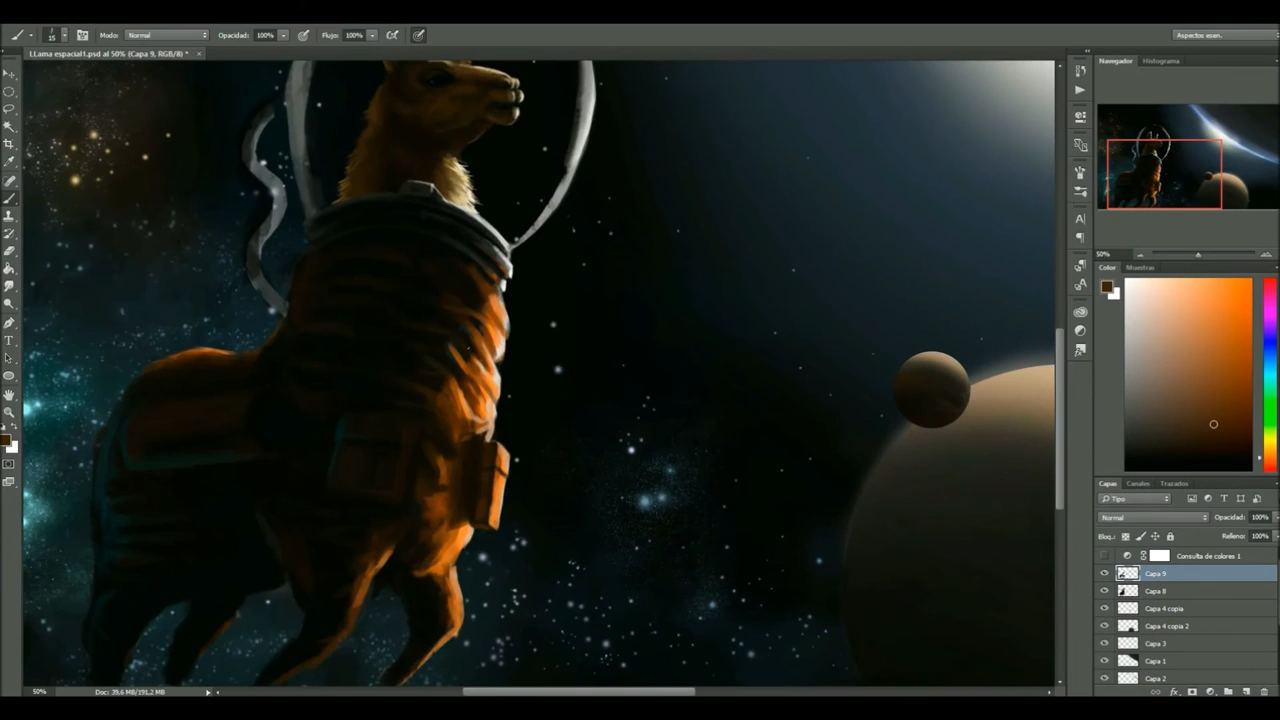 15 Modo: Normal Opacidad: 100% Flujo: 100% Aspectos esen.
LLama espacial1.psd al 50% (Capa 9, RGB/8) * ×
Navegador Histograma
50%
Color Muestras
Capas Canales Trazados
Tipo
Normal Opacidad: 100%
Bloq.: Relleno: 100%
Consulta de colores 1
Capa 9
Capa 8
Capa 4 copia
Capa 4 copia 2
Capa 3
Capa 1
Capa 2
50% Doc: 39,6 MB/191,2 MB